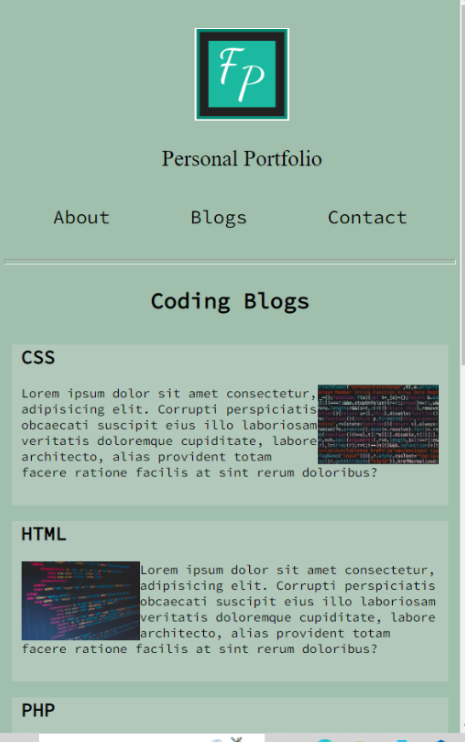 FP
Personal Portfolio
About Blogs Contact
Coding Blogs
CSS
Lorem ipsum dolor sit amet consectetur,
adipisicing elit. Corrupti perspiciatis
obcaecati suscipit eius illo laboriosam
veritatis doloremque cupiditate, labore
architecto, alias provident totam
facere ratione facilis at sint rerum doloribus?
HTML
Lorem ipsum dolor sit amet consectetur,
adipisicing elit. Corrupti perspiciatis
obcaecati suscipit eius illo laboriosam
veritatis doloremque cupiditate, labore
architecto, alias provident totam
facere ratione facilis at sint rerum doloribus?
PHP